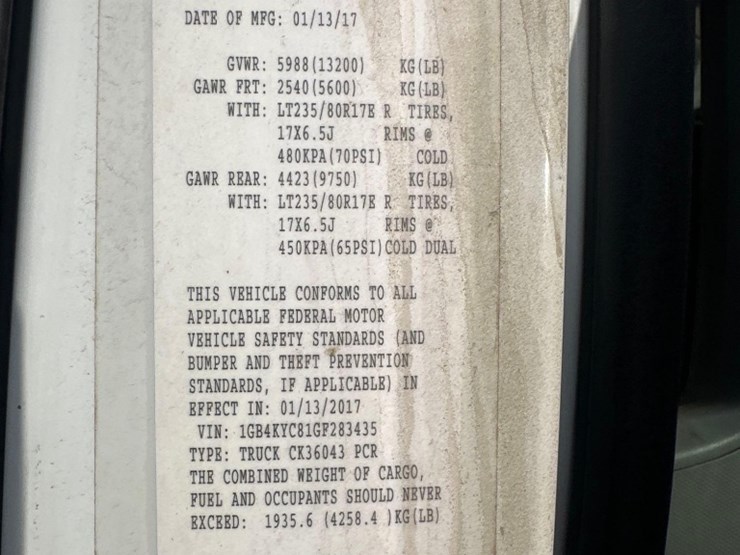 DATE OF MFG: 01/13/17
GVWR: 5988(13200) KG(LB)
GAWR FRT: 2540(5600) KG(LB)
WITH: LT235/80R17E R TIRES,
17X6.5J RIMS @
480KPA(70PSI) COLD
GAWR REAR: 4423(9750) KG(LB)
WITH: LT235/80R17E R TIRES,
17X6.5J RIMS @
450KPA(65PSI)COLD DUAL
THIS VEHICLE CONFORMS TO ALL
APPLICABLE FEDERAL MOTOR
VEHICLE SAFETY STANDARDS (AND
BUMPER AND THEFT PREVENTION
STANDARDS, IF APPLICABLE) IN
EFFECT IN: 01/13/2017
VIN: 1GB4KYC81GF283435
TYPE: TRUCK CK36043 PCR
THE COMBINED WEIGHT OF CARGO,
FUEL AND OCCUPANTS SHOULD NEVER
EXCEED: 1935.6 (4258.4 )KG(LB)